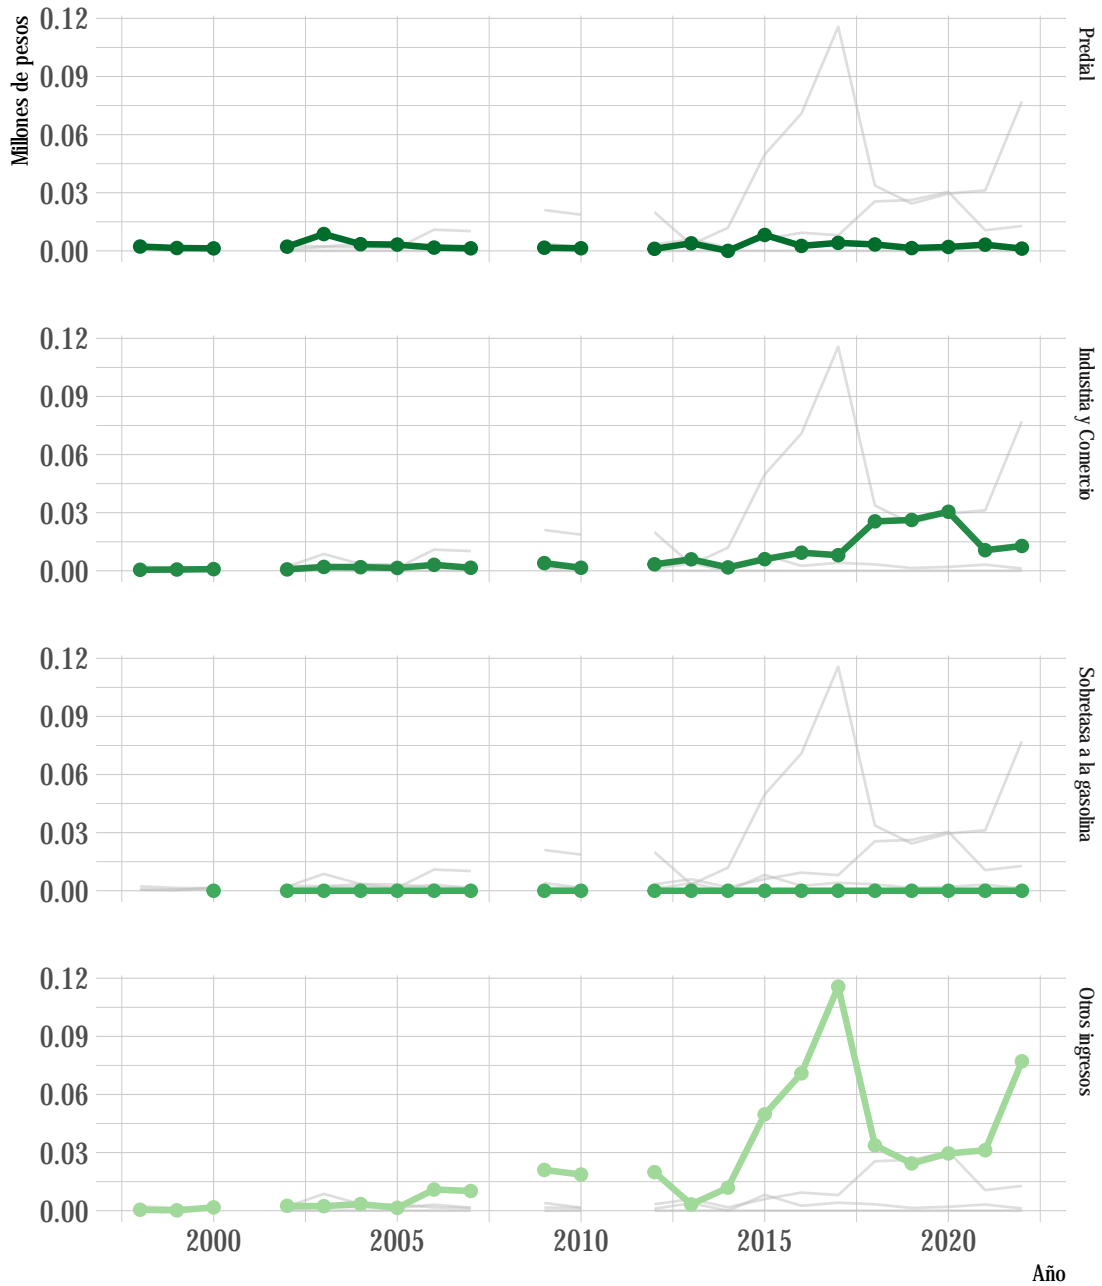 Millones de pesos
0.12
0.09
0.06
0.03
0.00
Predial
0.12
0.09
0.06
0.03
0.00
Industria y Comercio
0.12
0.09
0.06
0.03
0.00
Sobretasa a la gasolina
0.12
0.09
0.06
0.03
0.00
Otros ingresos
2000 2005 2010 2015 2020
Año